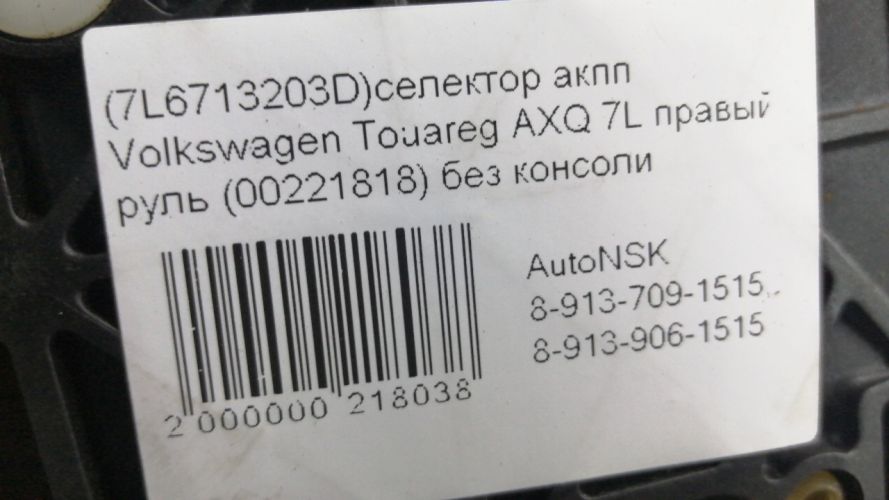 (7L6713203D)селектор акпп
Volkswagen Touareg AXQ 7L правый
руль (00221818) без консоли
AutoNSK
8-913-709-1515
8-913-906-1515
2 000000 218038